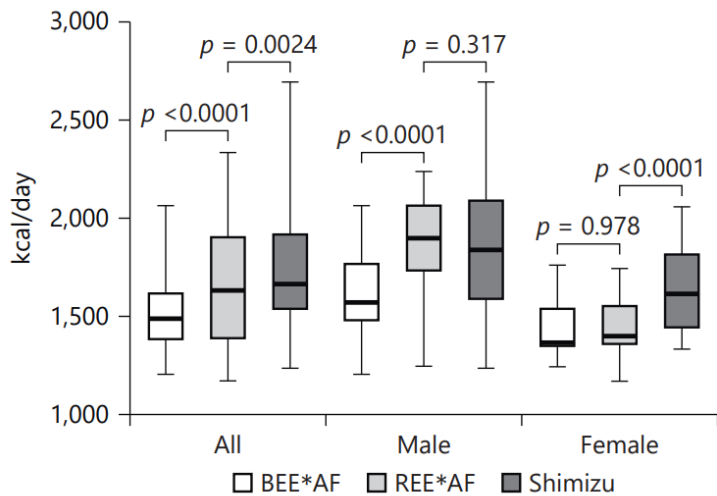 3,000
p = 0.0024
p = 0.317
2,500
p <0.0001
p <0.0001
p <0.0001
kcal/day
2,000
p = 0.978
1,500
1,000
All Male Female
BEE*AF REE*AF Shimizu